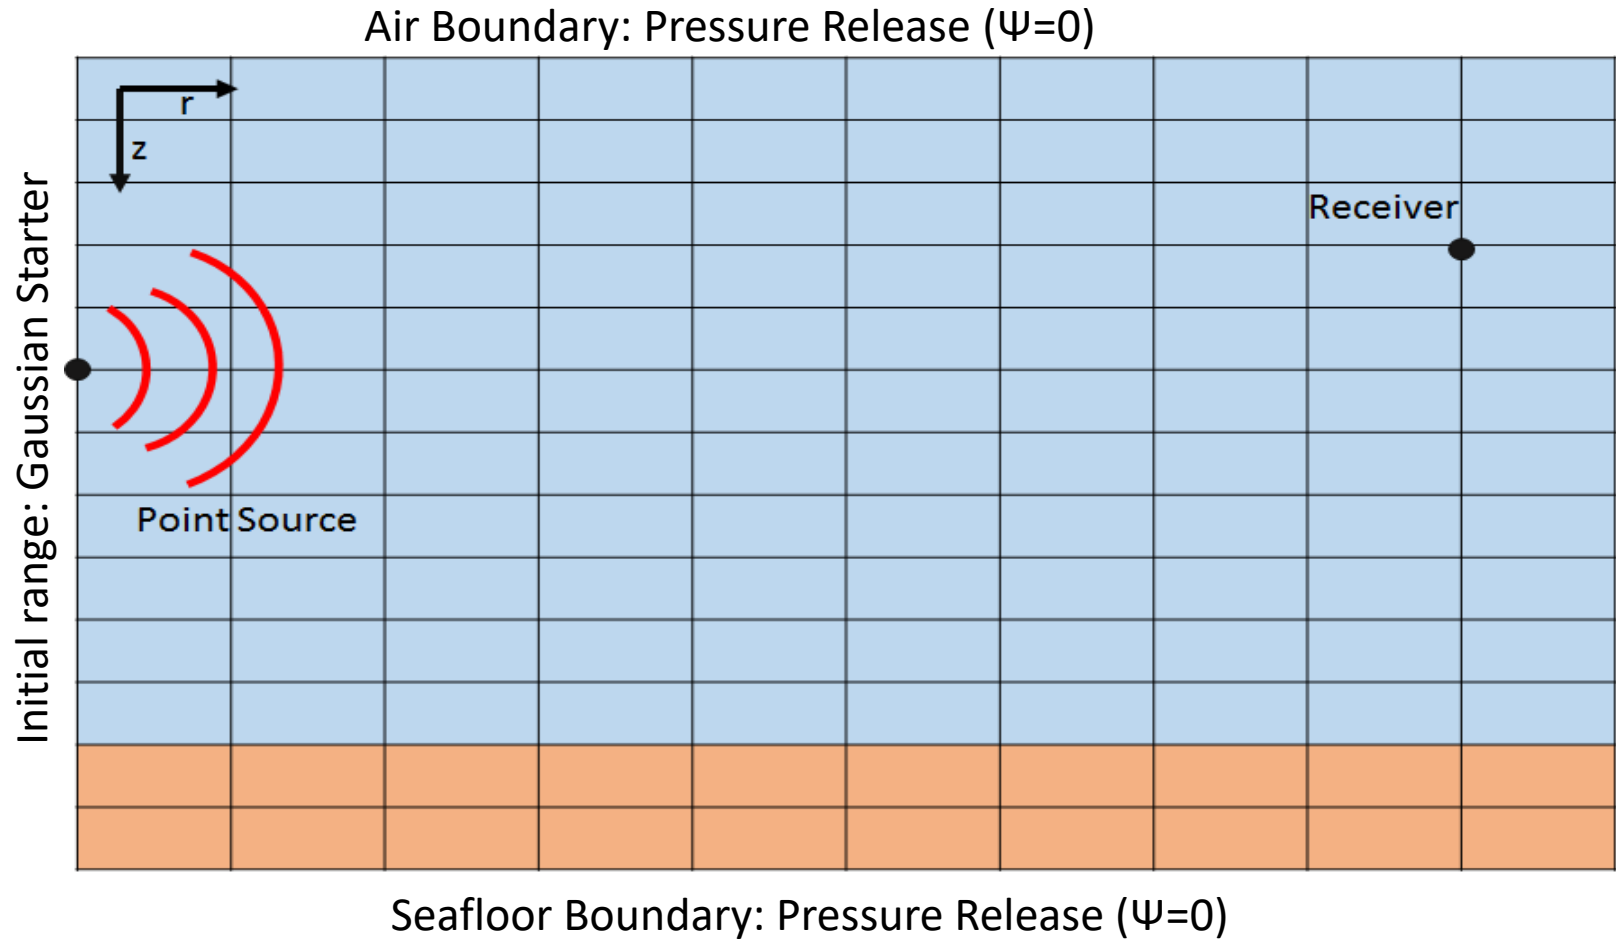 Air Boundary: Pressure Release (Ψ=0)
r
z
Initial range: Gaussian Starter
Receiver
Point Source
Seafloor Boundary: Pressure Release (Ψ=0)